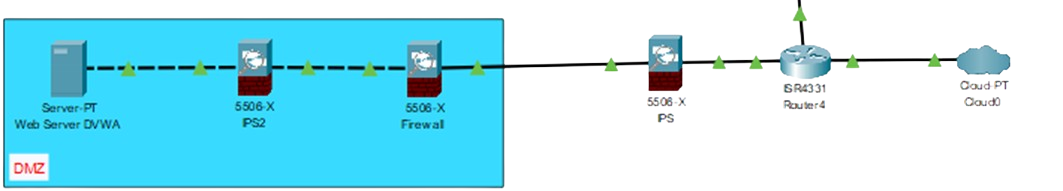 Server-PT
Web Server DVWA
5506-X
IPS2
5506-X
Firewall
DMZ
5506-X
IPS
ISR4331
Router4
Cloud-PT
Cloud0